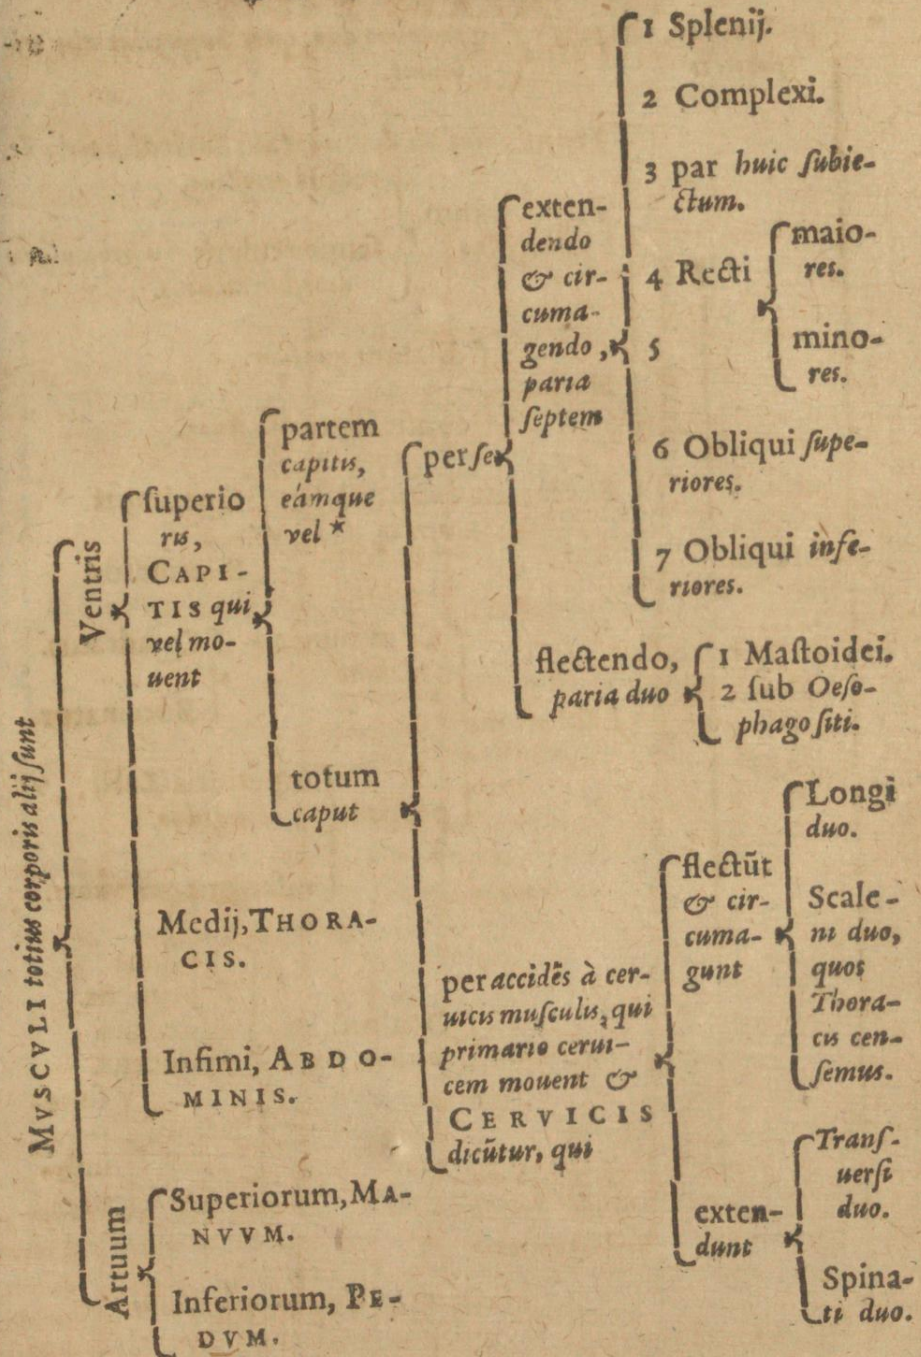 MVSCVLI totius corporis alij sunt
Ventris
ſuperio
ris,
CAPI-
TIS qui
vel mo-
uent
partem
capitis,
eámque
vel *
totum
caput
per ſe
exten-
dendo
& cir-
cuma-
gendo,
paria
ſeptem
1 Splenij.
2 Complexi.
3 par huic ſubie-
ctum.
4 Recti
maio-
res.
5
mino-
res.
6 Obliqui ſupe-
riores.
7 Obliqui infe-
riores.
flectendo,
paria duo
1 Maſtoidei.
2 ſub Oeſo-
phago ſiti.
per accidẽs à cer-
uicis muſculis, qui
primario cerui-
cem mouent &
CERVICIS
dicũtur, qui
flectũt
& cir-
cuma-
gunt
Longi
duo.
Scale-
ni duo,
quos
Thora-
cis cen-
ſemus.
exten-
dunt
Tranſ-
uerſi
duo.
Spina-
ti duo.
Medij, THORA-
CIS.
Infimi, ABDO-
MINIS.
Artuum
Superiorum, MA-
NVVM.
Inferiorum, PE-
DVM.